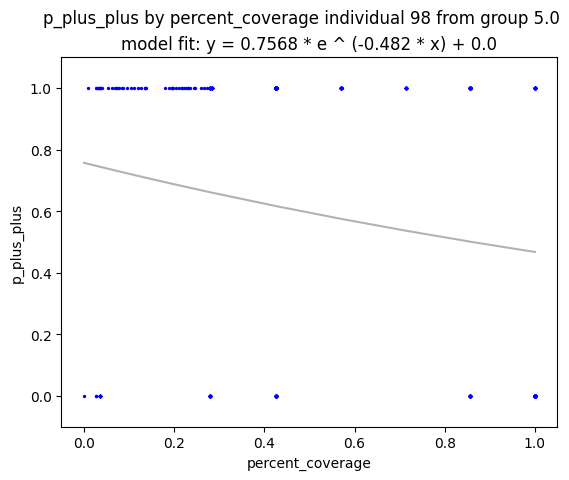 p_plus_plus by percent_coverage individual 98 from group 5.0
model fit: y = 0.7568 * e ^ (-0.482 * x) + 0.0
1.0
0.8
0.6
0.4
0.2
0.0
p_plus_plus
0.0 0.2 0.4 0.6 0.8 1.0
percent_coverage